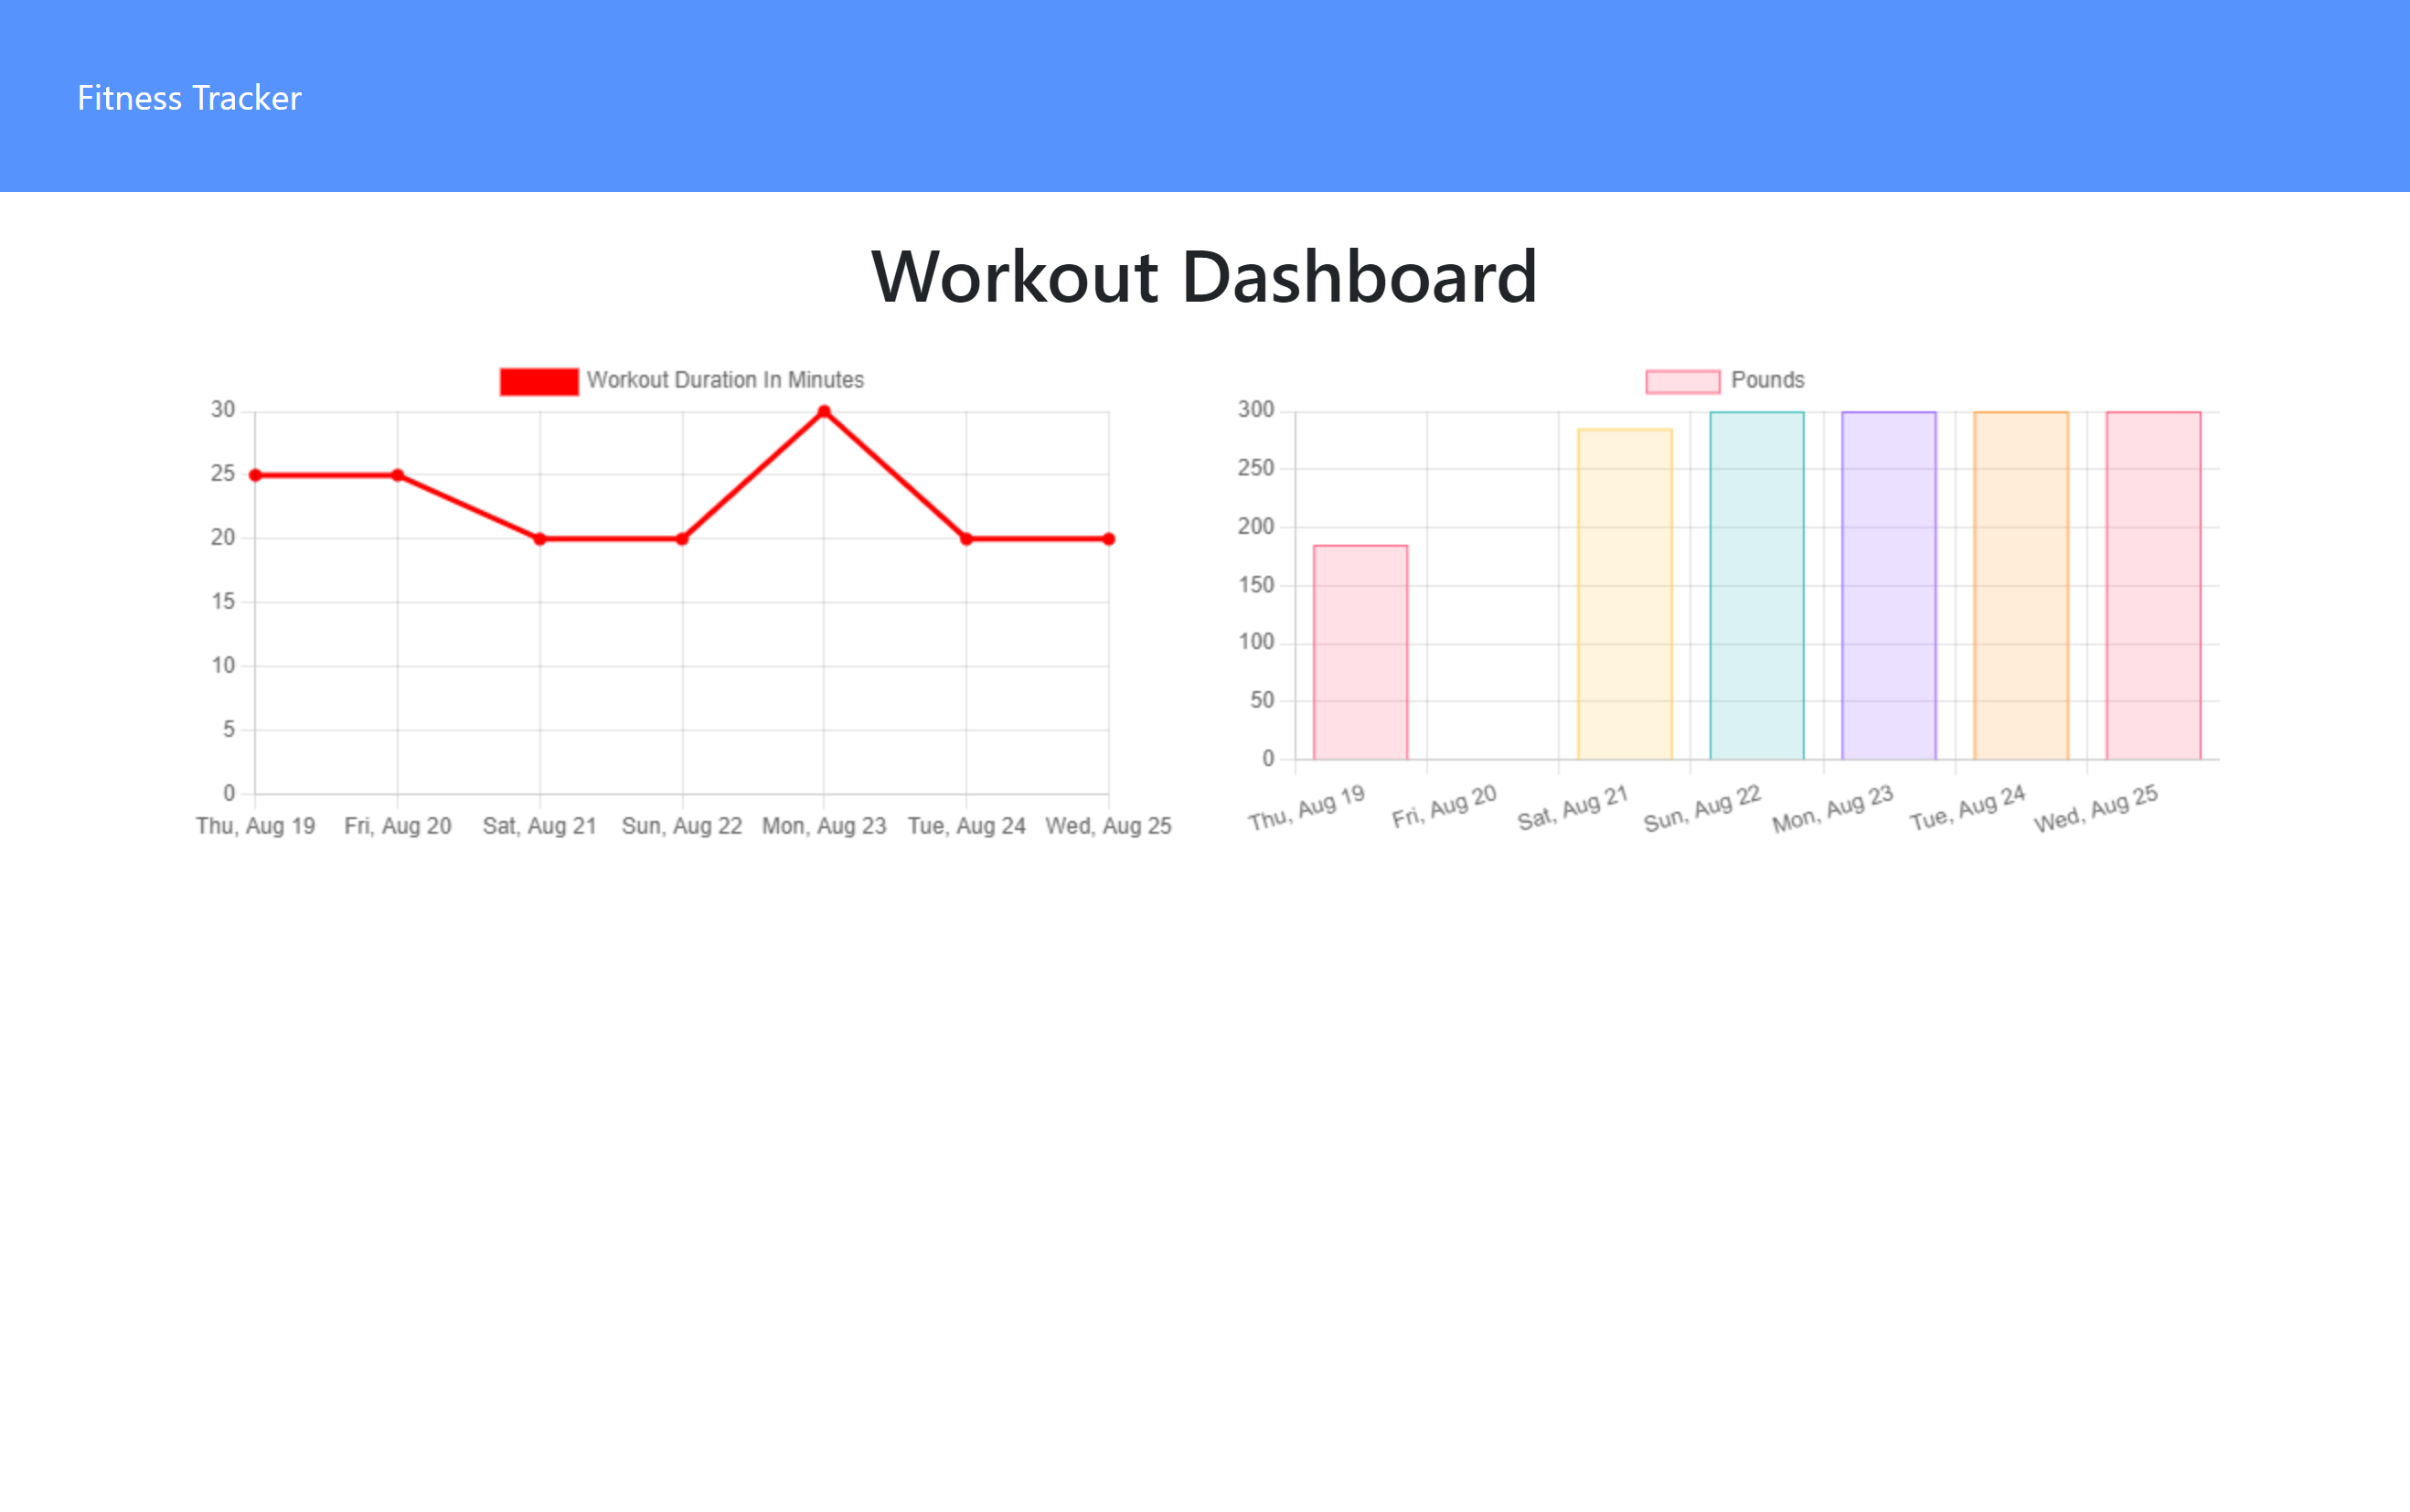 Fitness Tracker
Workout Dashboard
Workout Duration In Minutes
30
25
20
15
10
5
0
Thu, Aug 19 Fri, Aug 20 Sat, Aug 21 Sun, Aug 22 Mon, Aug 23 Tue, Aug 24 Wed, Aug 25
Pounds
300
250
200
150
100
50
0
Thu, Aug 19 Fri, Aug 20 Sat, Aug 21 Sun, Aug 22 Mon, Aug 23 Tue, Aug 24 Wed, Aug 25